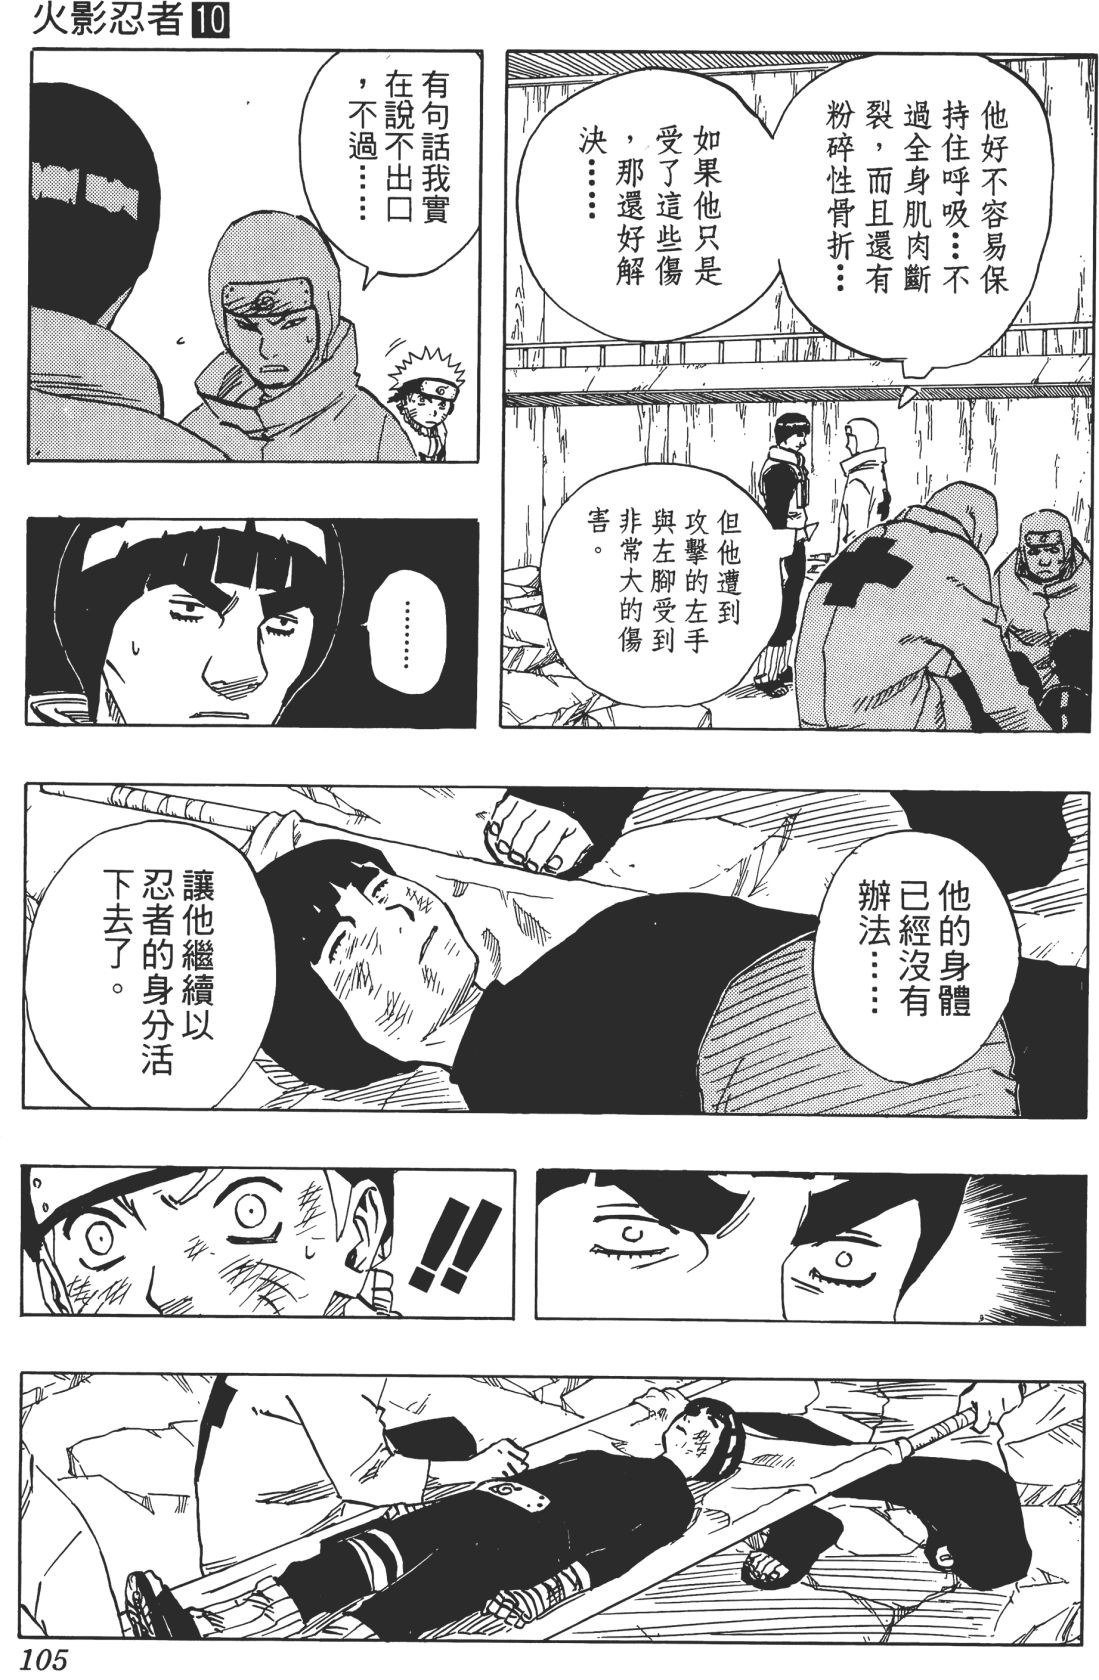 火影忍者10
他好不容易保
持住呼吸…不
過全身肌肉斷
裂，而且還有
粉碎性骨折…
如果他只是
受了這些傷
，那還好解
決……
但他遭到
攻擊的左手
與左腳受到
非常大的傷
害。
有句話我實
在說不出口
，不過……
………
他的身體
已經沒有
辦法……
讓他繼續以
忍者的身分活
下去了。
!!
105